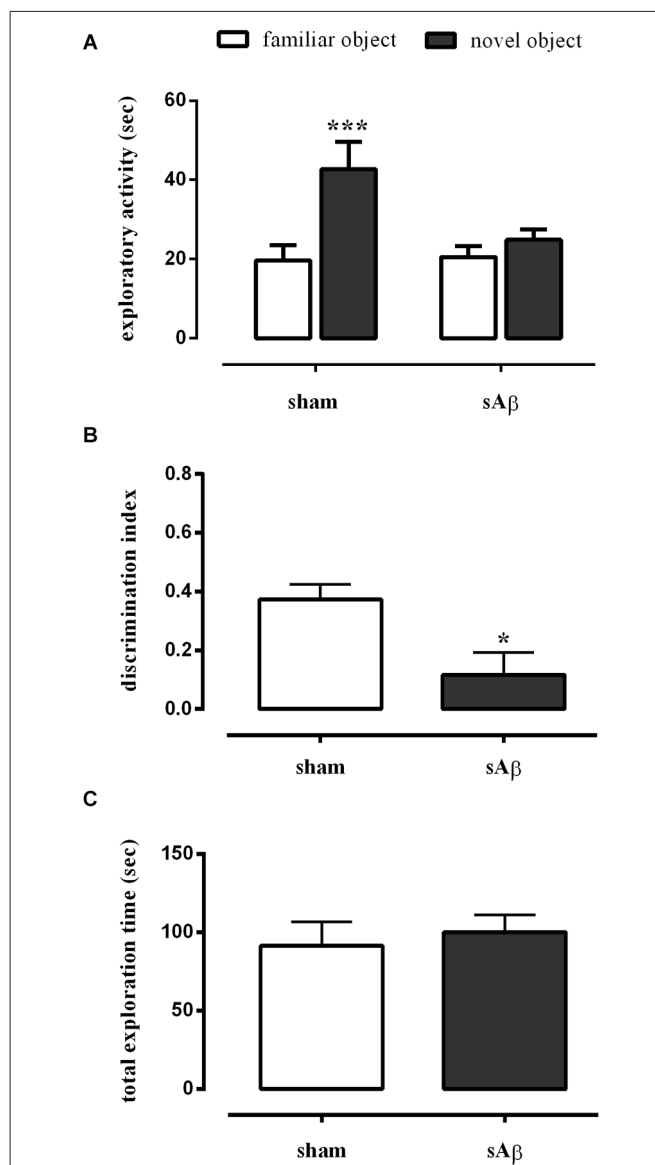 A
familiar object novel object
exploratory activity (sec)
60
40
20
0
***
sham sAβ
B
discrimination index
0.8
0.6
0.4
0.2
0.0
*
sham sAβ
C
total exploration time (sec)
150
100
50
0
sham sAβ